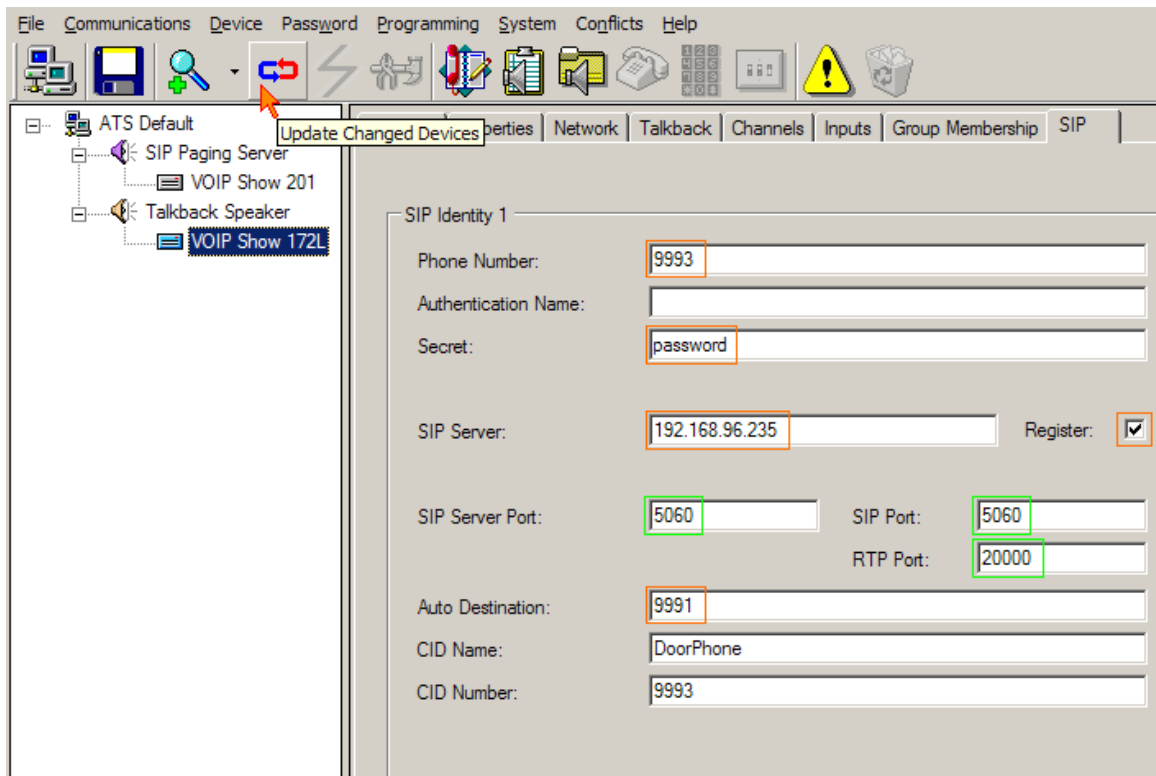 File Communications Device Password Programming System Conflicts Help
ATS Default
Update Changed Devices
Network Talkback Channels Inputs Group Membership SIP
SIP Paging Server
VOIP Show 201
Talkback Speaker
VOIP Show 172L
SIP Identity 1
Phone Number: 9993
Authentication Name:
Secret: password
SIP Server: 192.168.96.235 Register:
SIP Server Port: 5060 SIP Port: 5060
RTP Port: 20000
Auto Destination: 9991
CID Name: DoorPhone
CID Number: 9993